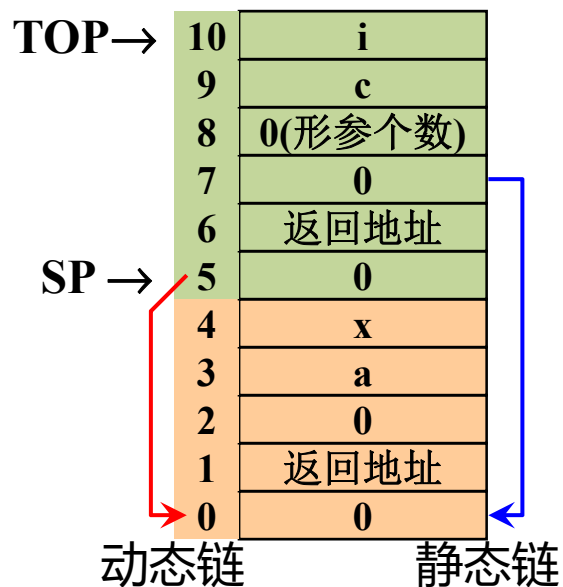 TOP→ 10 i
9 c
8 0(形参个数)
7 0
6 返回地址
SP → 5 0
4 x
3 a
2 0
1 返回地址
0 0
动态链 静态链